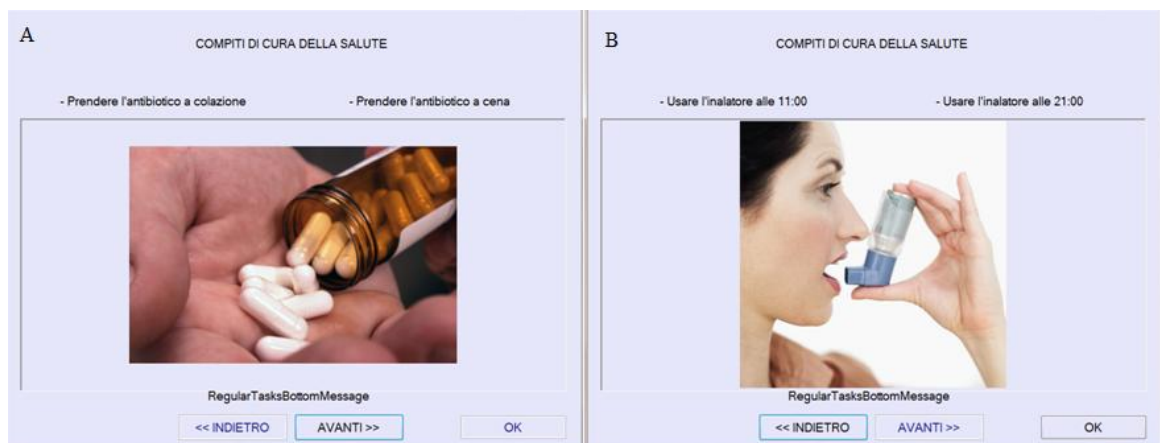 A
COMPITI DI CURA DELLA SALUTE
- Prendere l'antibiotico a colazione - Prendere l'antibiotico a cena
RegularTasksBottomMessage
<< INDIETRO AVANTI >> OK
B
COMPITI DI CURA DELLA SALUTE
- Usare l'inalatore alle 11:00 - Usare l'inalatore alle 21:00
RegularTasksBottomMessage
<< INDIETRO AVANTI >> OK